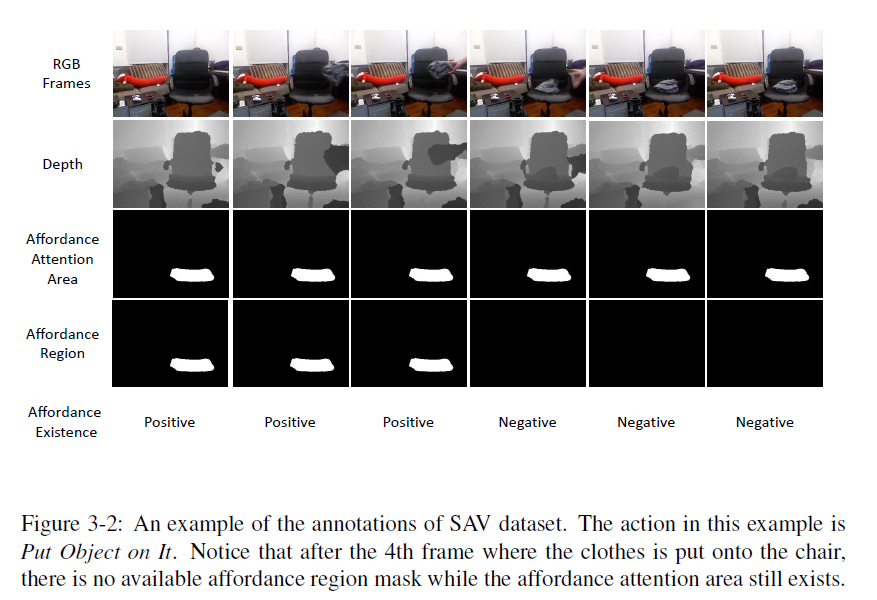 RGB
Frames
Depth
Affordance
Attention
Area
Affordance
Region
Affordance
Existence
Positive Positive Positive Negative Negative Negative
Figure 3-2: An example of the annotations of SAV dataset. The action in this example is
Put Object on It. Notice that after the 4th frame where the clothes is put onto the chair,
there is no available affordance region mask while the affordance attention area still exists.